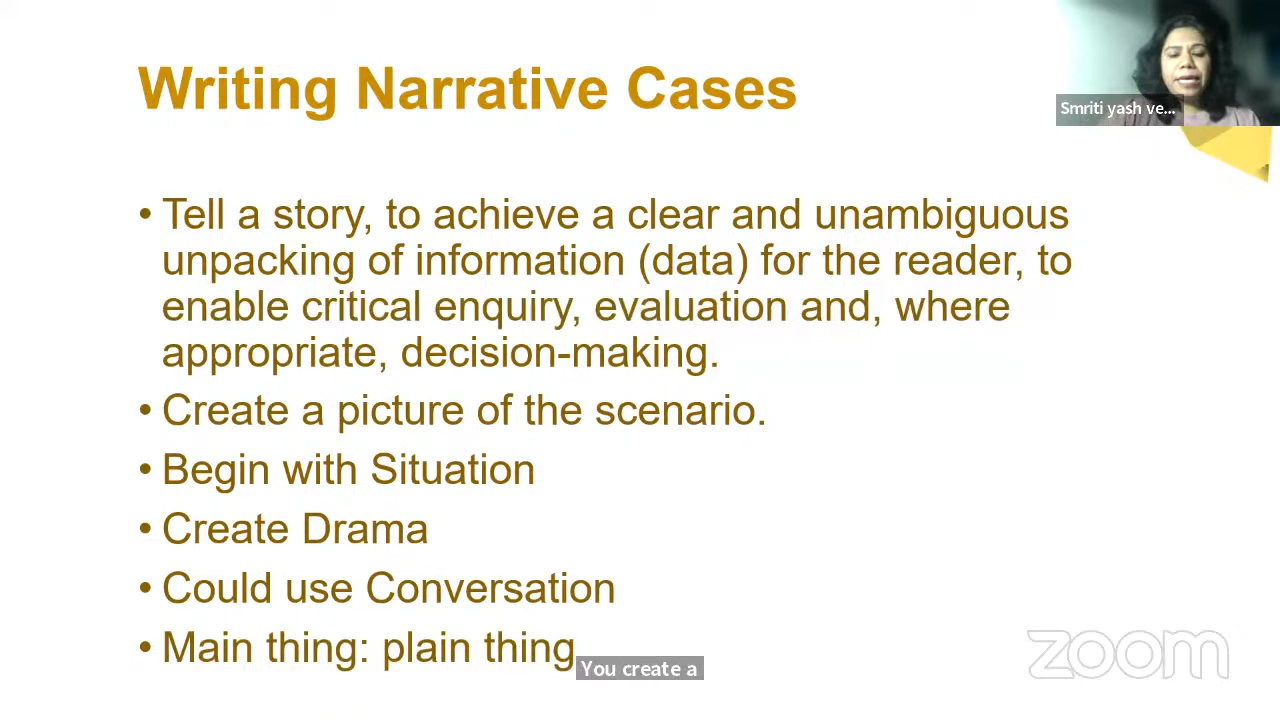 Writing Narrative Cases
Smriti yash ve...
• Tell a story, to achieve a clear and unambiguous
unpacking of information (data) for the reader, to
enable critical enquiry, evaluation and, where
appropriate, decision-making.
• Create a picture of the scenario.
• Begin with Situation
• Create Drama
• Could use Conversation
• Main thing: plain thing
You create a
zoom